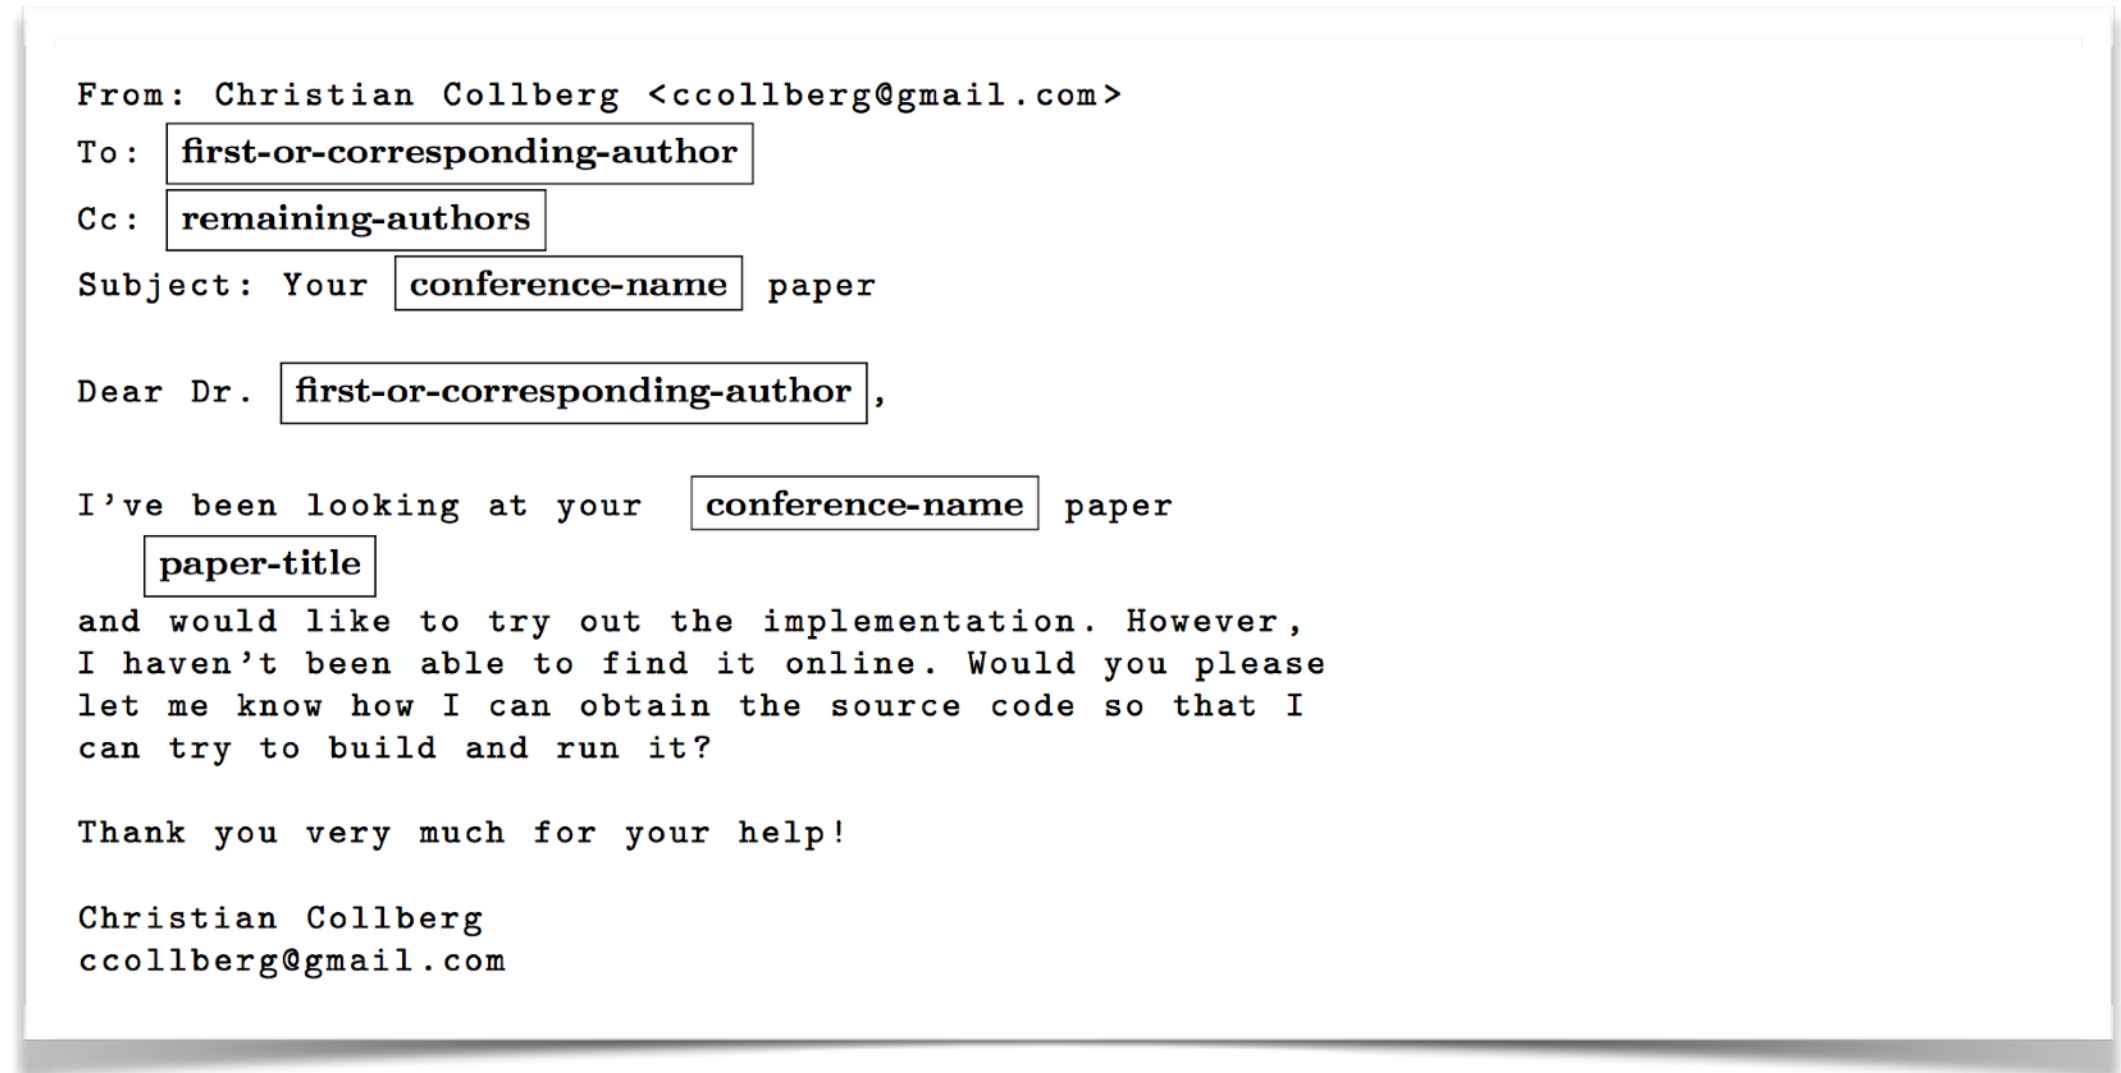 From: Christian Collberg <ccollberg@gmail.com>
To: first-or-corresponding-author
Cc: remaining-authors
Subject: Your conference-name paper
Dear Dr. first-or-corresponding-author,
I've been looking at your conference-name paper
paper-title
and would like to try out the implementation. However,
I haven't been able to find it online. Would you please
let me know how I can obtain the source code so that I
can try to build and run it?
Thank you very much for your help!
Christian Collberg
ccollberg@gmail.com